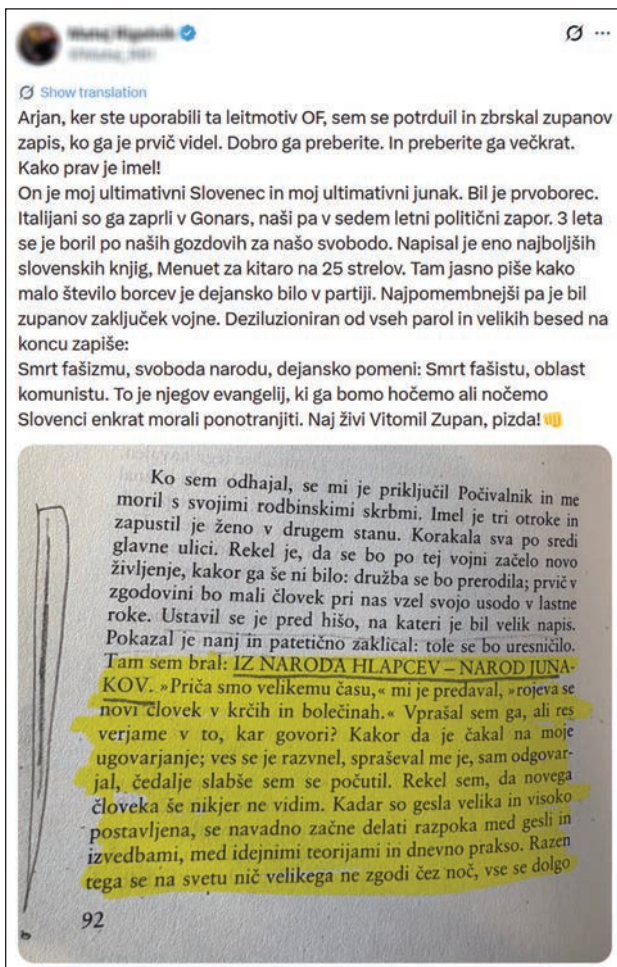 Show translation
Arjan, ker ste uporabili ta leitmotiv OF, sem se potrduil in zbrskal zupanov
zapis, ko ga je prvič videl. Dobro ga preberite. In preberite ga večkrat.
Kako prav je imel!
On je moj ultimativni Slovenec in moj ultimativni junak. Bil je prvoborec.
Italijani so ga zaprli v Gonars, naši pa v sedem letni politični zapor. 3 leta
se je boril po naših gozdovih za našo svobodo. Napisal je eno najboljših
slovenskih knjig, Menuet za kitaro na 25 strelov. Tam jasno piše kako
malo število borcev je dejansko bilo v partiji. Najpomembnejši pa je bil
zupanov zaključek vojne. Deziluzioniran od vseh parol in velikih besed na
koncu zapiše:
Smrt fašizmu, svoboda narodu, dejansko pomeni: Smrt fašistu, oblast
komunistu. To je njegov evangelij, ki ga bomo hočemo ali nočemo
Slovenci enkrat morali ponotranjiti. Naj živi Vitomil Zupan, pizda!👊
Ko sem odhajal, se mi je priključil Počivalnik in me
moril s svojimi rodbinskimi skrbmi. Imel je tri otroke in
zapustil je ženo v drugem stanu. Korakala sva po sredi
glavne ulici. Rekel je, da se bo po tej vojni začelo novo
življenje, kakor ga še ni bilo: družba se bo prerodila; prvič v
zgodovini bo mali človek pri nas vzel svojo usodo v lastne
roke. Ustavil se je pred hišo, na kateri je bil velik napis.
Pokazal je nanj in patetično zaklical: tole se bo uresničilo.
Tam sem bral: IZ NARODA HLAPCEV – NAROD JUNA-
KOV. »Priča smo velikemu času,« mi je predaval, »rojeva se
novi človek v krčih in bolečinah.« Vprašal sem ga, ali res
verjame v to, kar govori? Kakor da je čakal na moje
ugovarjanje; ves se je razvnel, spraševal me je, sam odgovar-
jal, čedalje slabše sem se počutil. Rekel sem, da novega
človeka še nikjer ne vidim. Kadar so gesla velika in visoko
postavljena, se navadno začne delati razpoka med gesli in
izvedbami, med idejnimi teorijami in dnevno prakso. Razen
tega se na svetu nič velikega ne zgodi čez noč, vse se dolgo
92